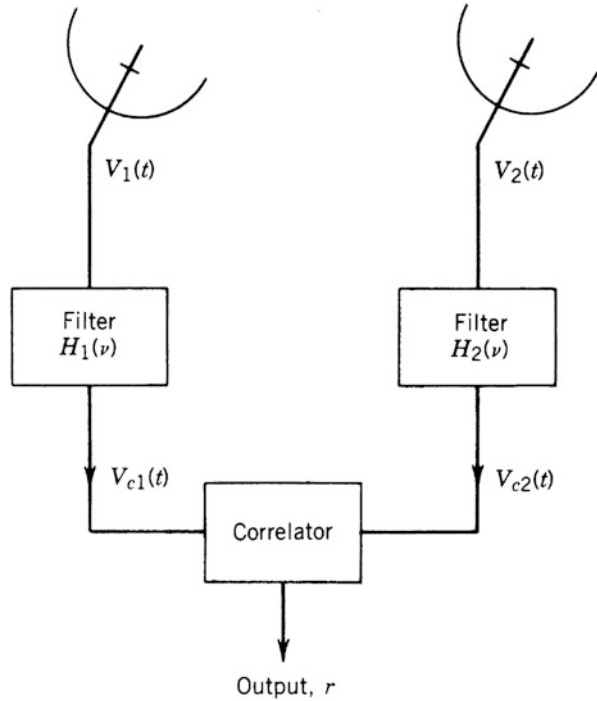 V1(t)
V2(t)
Filter
H1(ν)
Filter
H2(ν)
Vc1(t)
Vc2(t)
Correlator
Output, r